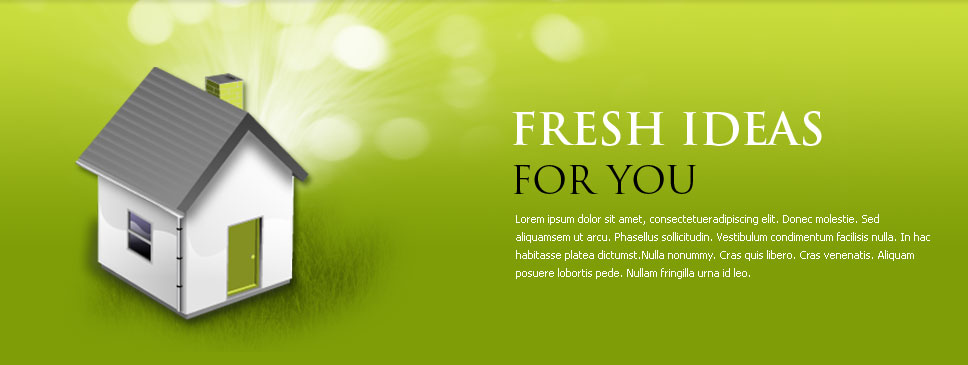 FRESH IDEAS
FOR YOU
Lorem ipsum dolor sit amet, consectetueradipiscing elit. Donec molestie. Sed
aliquamsem ut arcu. Phasellus sollicitudin. Vestibulum condimentum facilisis nulla. In hac
habitasse platea dictumst.Nulla nonummy. Cras quis libero. Cras venenatis. Aliquam
posuere lobortis pede. Nullam fringilla urna id leo.